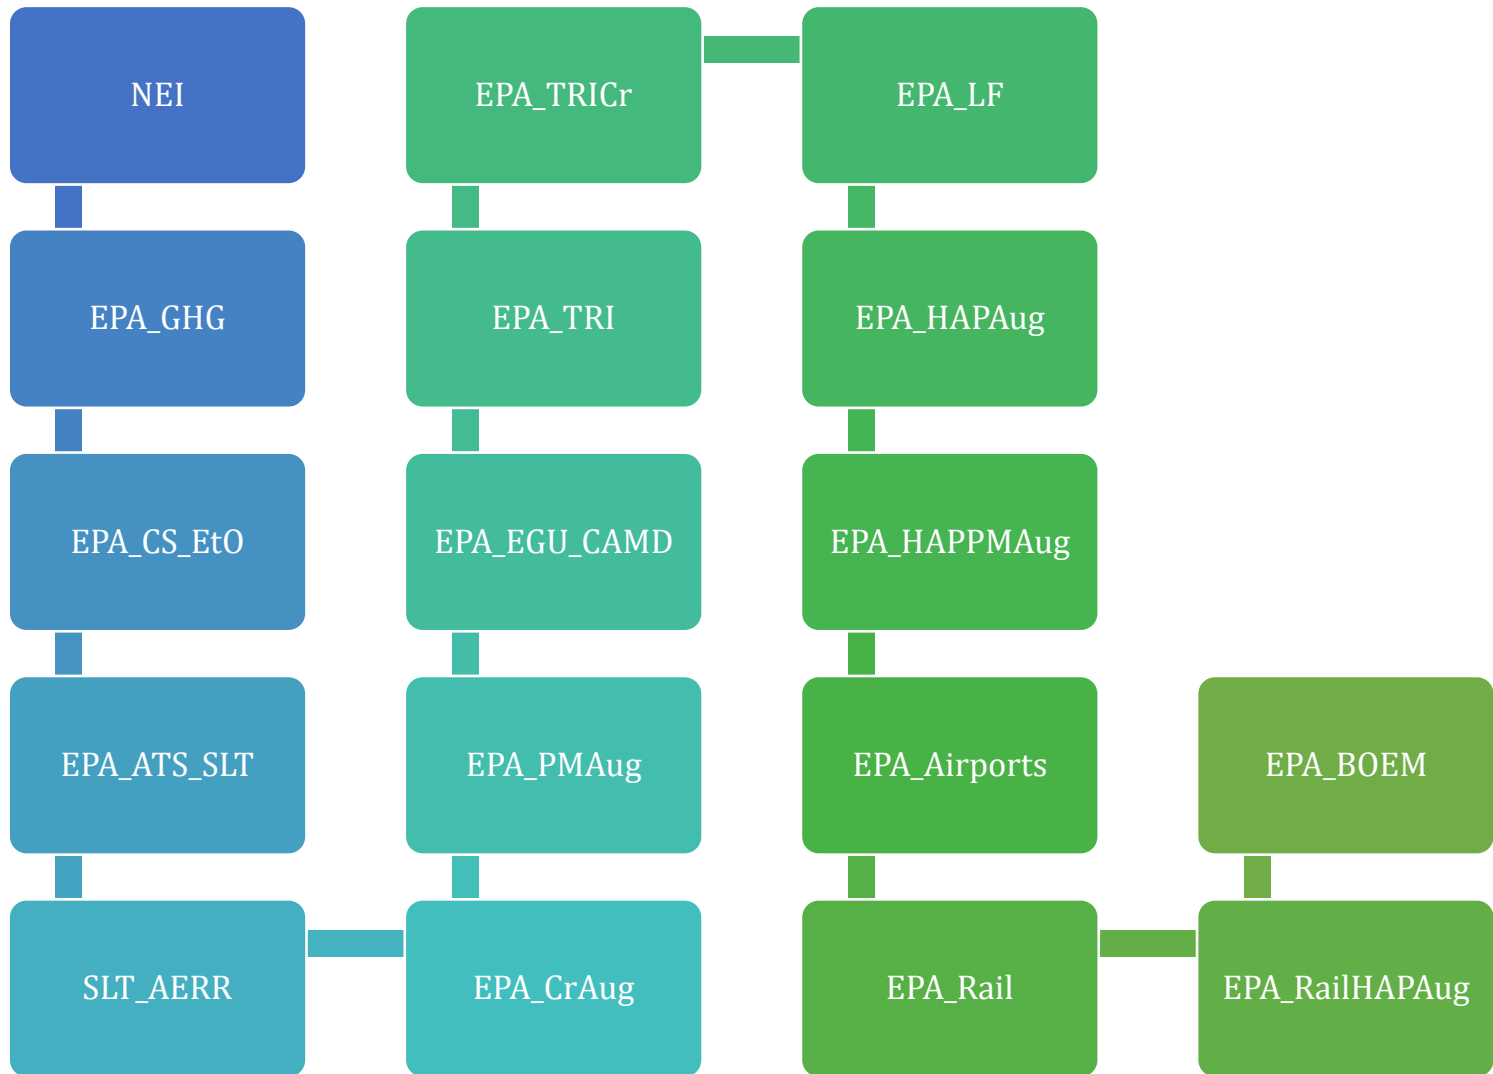 NEI
EPA_GHG
EPA_CS_EtO
EPA_ATS_SLT
SLT_AERR
EPA_CrAug
EPA_PMAug
EPA_EGU_CAMD
EPA_TRI
EPA_TRICr
EPA_LF
EPA_HAPAug
EPA_HAPPMAug
EPA_Airports
EPA_Rail
EPA_RailHAPAug
EPA_BOEM